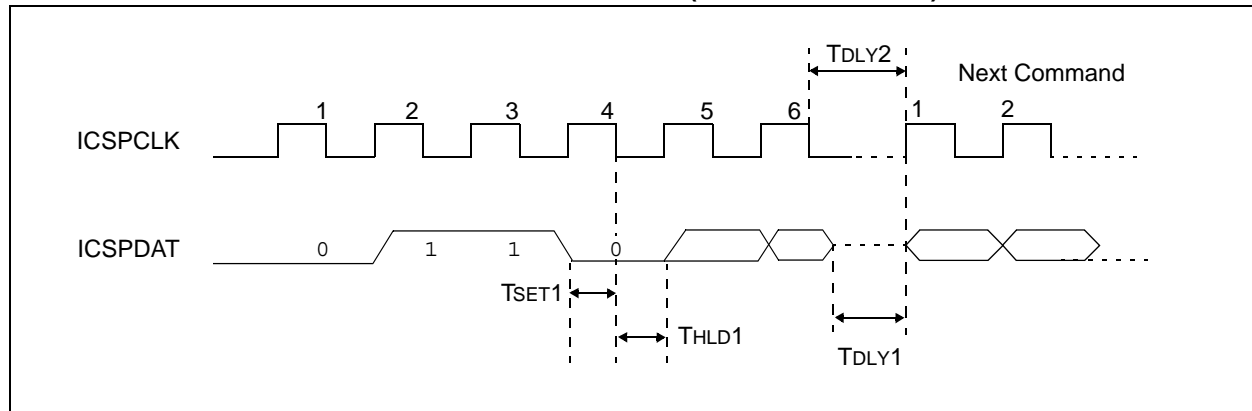 TDLY2
Next Command
1 2 3 4 5 6 1 2
ICSPCLK
ICSPDAT
0 1 1 0
TSET1
THLD1
TDLY1